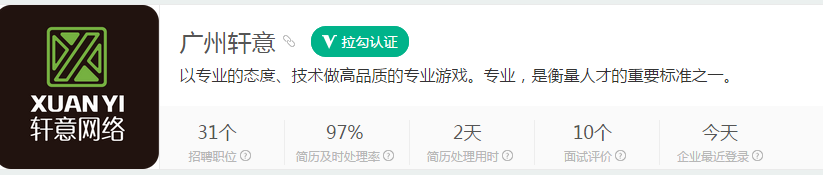 XUAN YI
轩意网络
广州轩意
拉勾认证
以专业的态度、技术做高品质的专业游戏。专业，是衡量人才的重要标准之一。
31个
97%
2天
10个
今天
招聘职位
简历及时处理率
简历处理用时
面试评价
企业最近登录